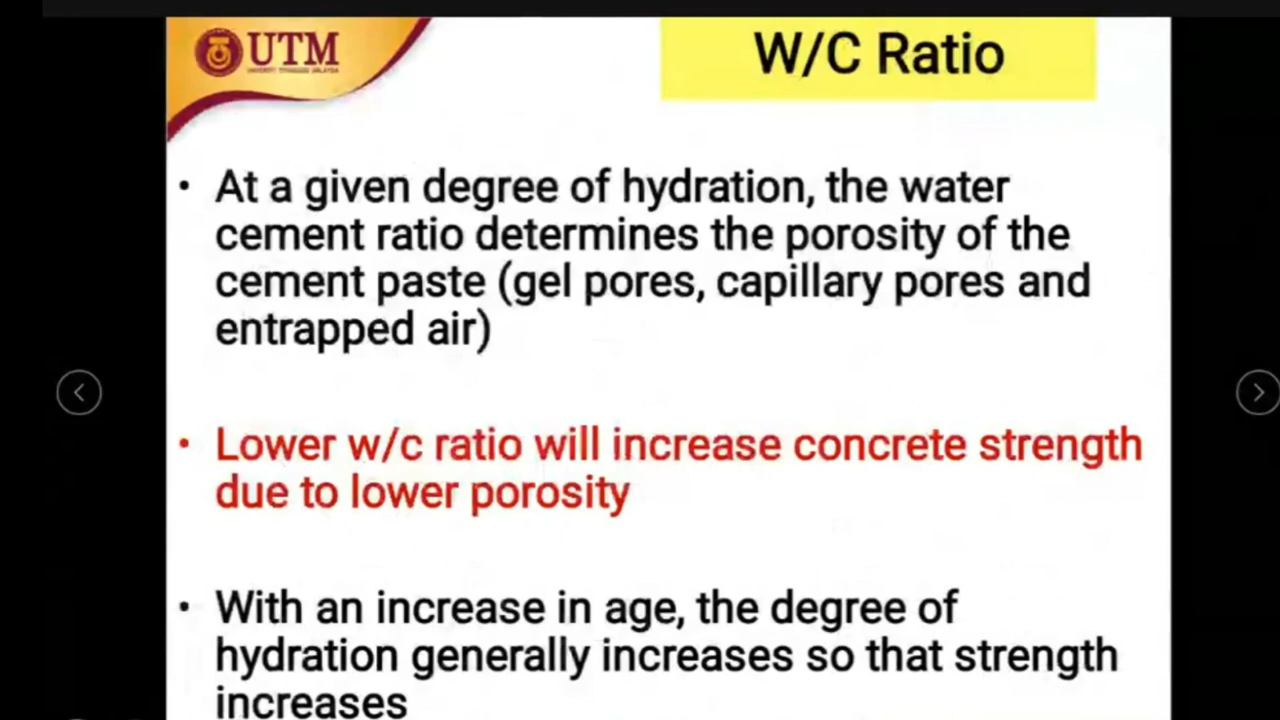 UTM
W/C Ratio
• At a given degree of hydration, the water
cement ratio determines the porosity of the
cement paste (gel pores, capillary pores and
entrapped air)
• Lower w/c ratio will increase concrete strength
due to lower porosity
• With an increase in age, the degree of
hydration generally increases so that strength
increases